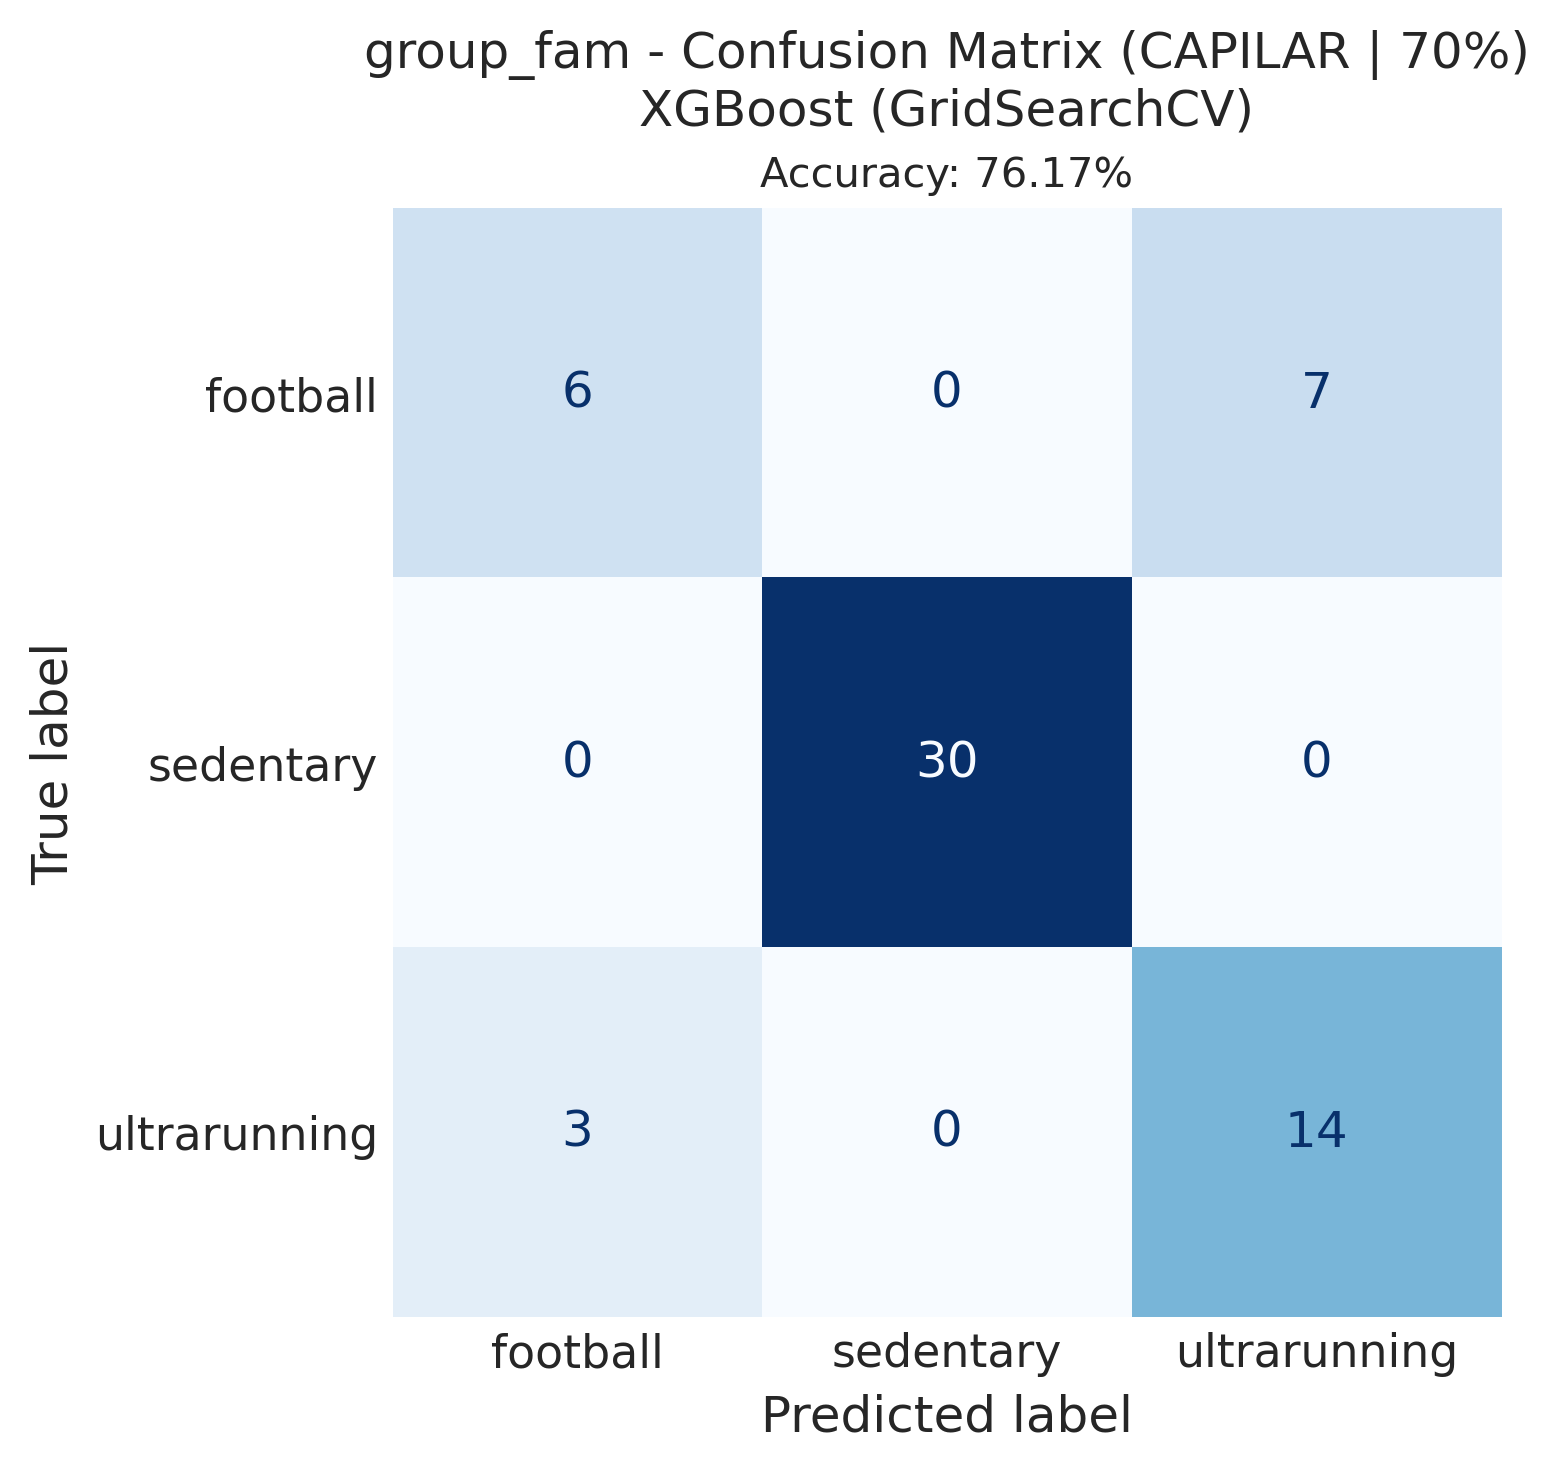 group_fam - Confusion Matrix (CAPILAR | 70%)
XGBoost (GridSearchCV)
Accuracy: 76.17%
football
6
0
7
sedentary
0
30
0
ultrarunning
3
0
14
True label
football
sedentary
ultrarunning
Predicted label